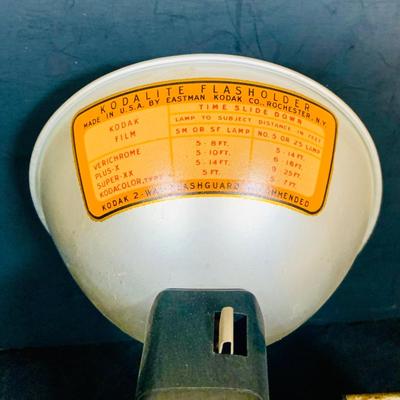 KODALITE FLASHOLDER
MADE IN U.S.A. BY EASTMAN KODAK CO., ROCHESTER, N.Y.
TIME SLIDE DOWN
KODAK FILM
LAMP TO SUBJECT DISTANCE IN FEET
SM OR SF LAMP NO. 5 OR 25 LAMP
VERICHROME 5 - 8 FT. 5 - 14 FT.
PLUS-X 5 - 10 FT. 6 - 18 FT.
SUPER-XX 5 - 14 FT. 9 - 25 FT.
KODACOLOR, TYPE 5 FT. 5 - 7 FT.
KODAK 2-WAY FLASHGUARD RECOMMENDED